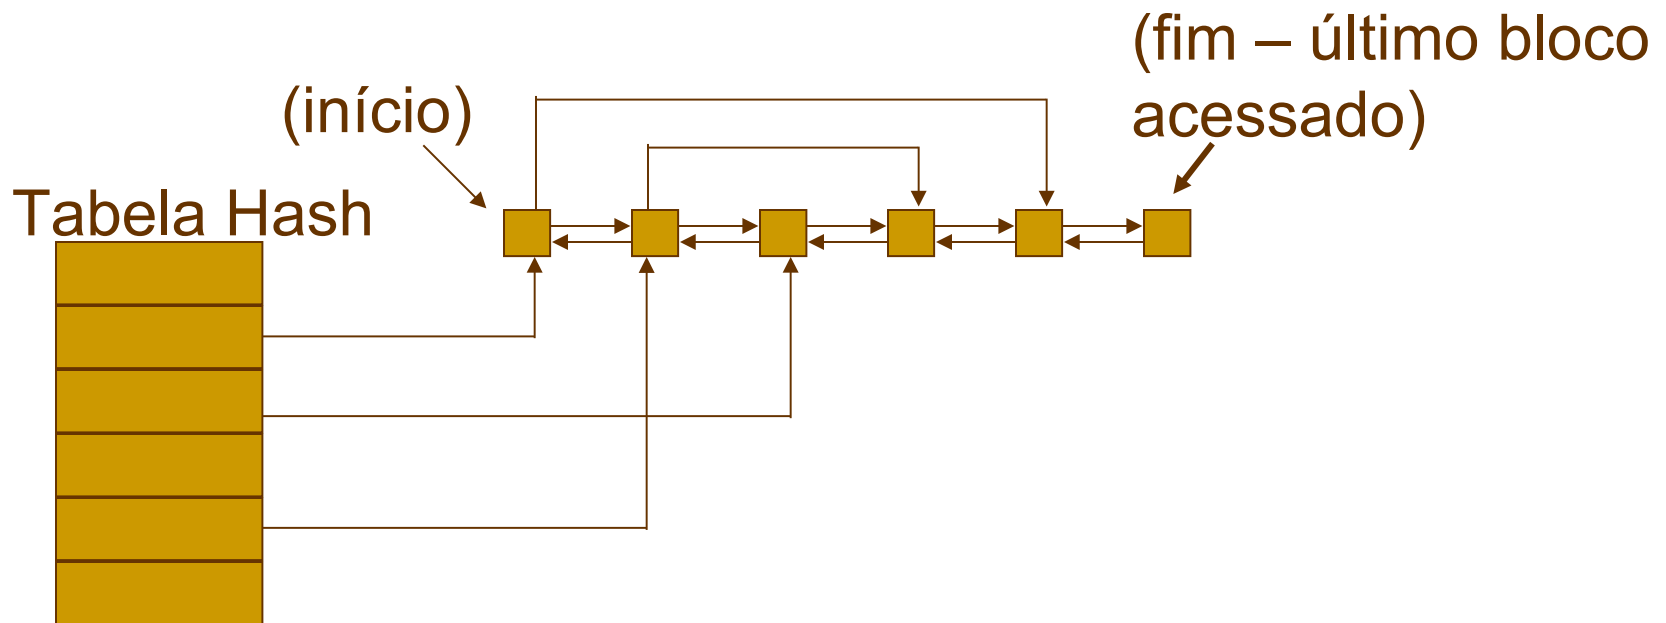 (fim – último bloco
acessado)
(início)
Tabela Hash